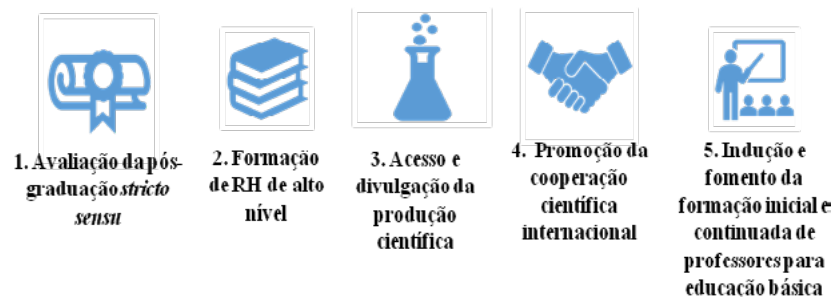 1. Avaliação da pós-
graduação stricto
sensu
2. Formação
de RH de alto
nível
3. Acesso e
divulgação da
produção
científica
4. Promoção da
cooperação
científica
internacional
5. Indução e
fomento da
formação inicial e
continuada de
professores para
educação básica